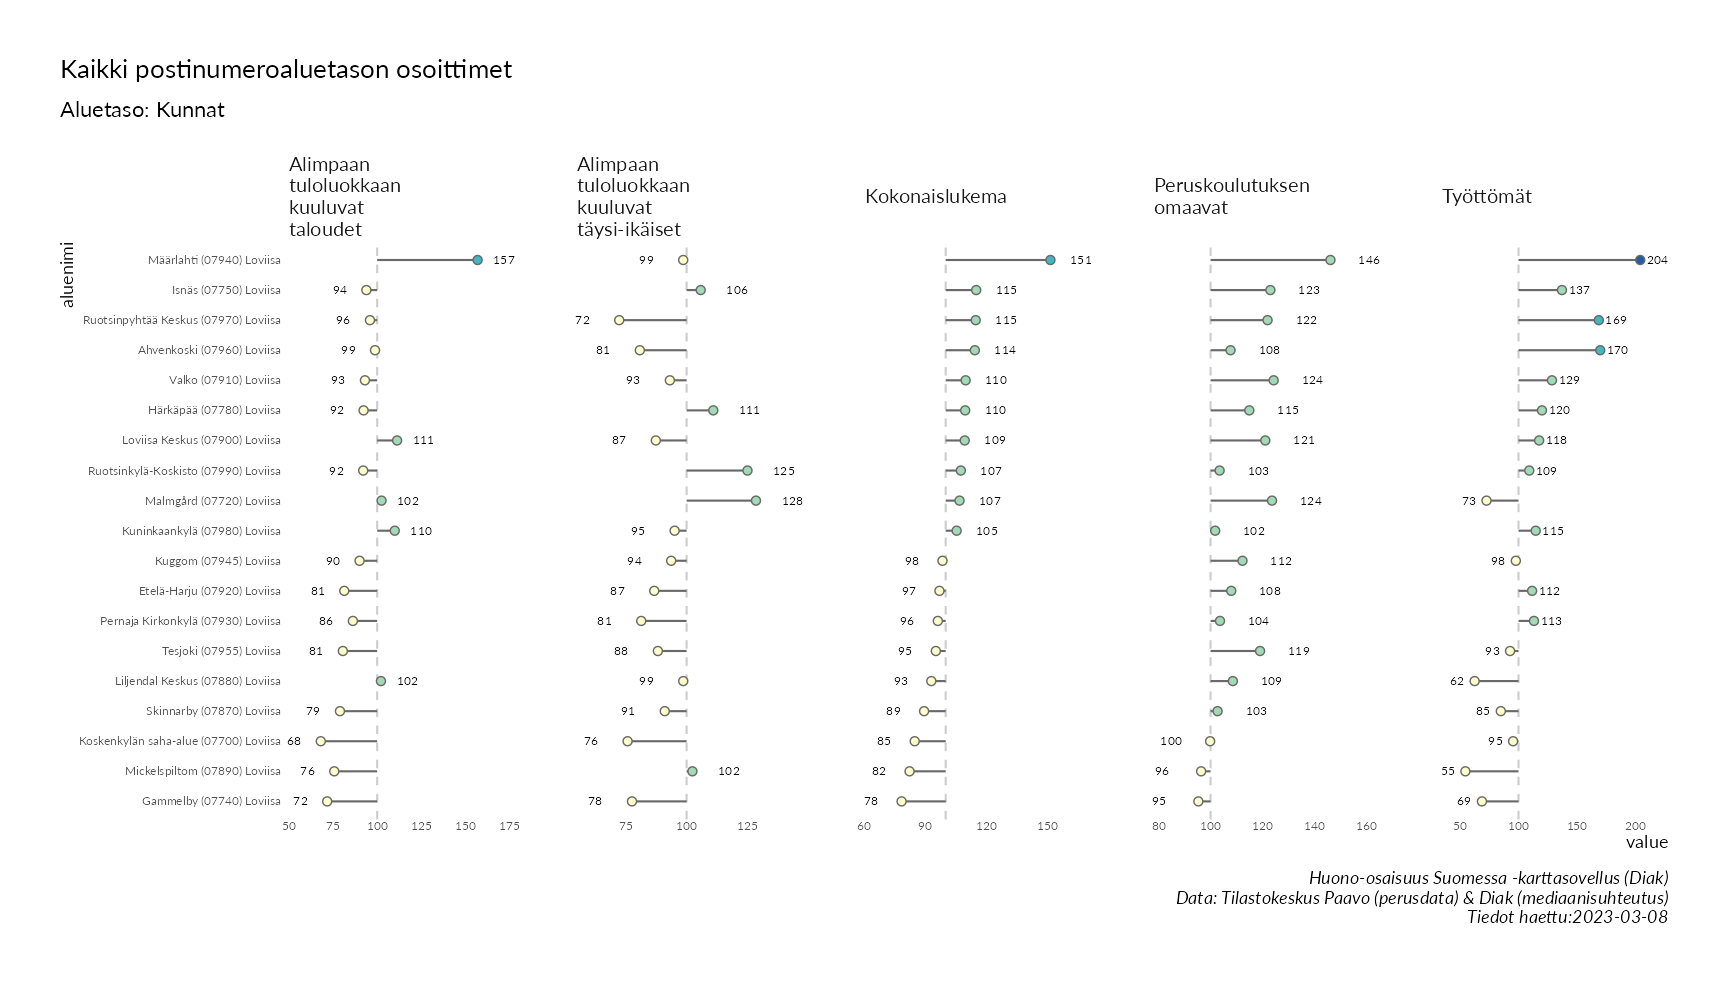 Kaikki postinumeroaluetason osoittimet
Aluetaso: Kunnat
Alimpaan
tuloluokkaan
kuuluvat
taloudet
Alimpaan
tuloluokkaan
kuuluvat
täysi-ikäiset
Kokonaislukema
Peruskoulutuksen
omaavat
Työttömät
aluenimi
Määrlahti (07940) Loviisa 157 99 151 146 204
Isnäs (07750) Loviisa 94 106 115 123 137
Ruotsinpyhtää Keskus (07970) Loviisa 96 72 115 122 169
Ahvenkoski (07960) Loviisa 99 81 114 108 170
Valko (07910) Loviisa 93 93 110 124 129
Härkäpää (07780) Loviisa 92 111 110 115 120
Loviisa Keskus (07900) Loviisa 111 87 109 121 118
Ruotsinkylä-Koskisto (07990) Loviisa 92 125 107 103 109
Malmgård (07720) Loviisa 102 128 107 124 73
Kuninkaankylä (07980) Loviisa 110 95 105 102 115
Kuggom (07945) Loviisa 90 94 98 112 98
Etelä-Harju (07920) Loviisa 81 87 97 108 112
Pernaja Kirkonkylä (07930) Loviisa 86 81 96 104 113
Tesjoki (07955) Loviisa 81 88 95 119 93
Liljendal Keskus (07880) Loviisa 102 99 93 109 62
Skinnarby (07870) Loviisa 79 91 89 103 85
Koskenkylän saha-alue (07700) Loviisa 68 76 85 100 95
Mickelspiltom (07890) Loviisa 76 102 82 96 55
Gammelby (07740) Loviisa 72 78 78 95 69
50 75 100 125 150 175 75 100 125 60 90 120 150 80 100 120 140 160 50 100 150 200
value
Huono-osaisuus Suomessa -karttasovellus (Diak)
Data: Tilastokeskus Paavo (perusdata) & Diak (mediaanisuhteutus)
Tiedot haettu:2023-03-08